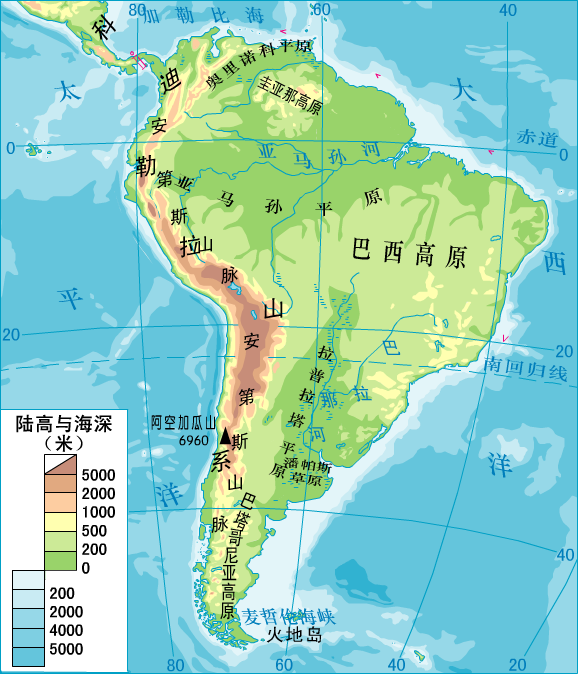 80
加勒比海
60
40
科迪勒拉山系
奥里诺科平原
圭亚那高原
太平洋
大西洋
赤道
0
0
亚马孙河
亚马孙平原
安第斯山脉
巴西高原
20
安第斯山脉
拉普拉塔平原
巴拉那河
20
南回归线
阿空加瓜山
6960
潘帕斯
草原
巴塔哥尼亚高原
40
麦哲伦海峡
火地岛
陆高与海深
(米)
5000
2000
1000
500
200
0
200
2000
4000
5000
80
60
40
20